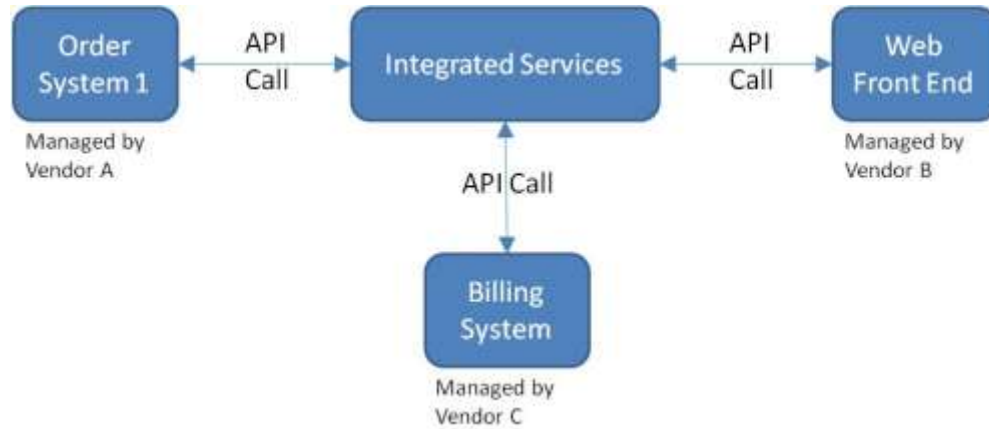 Order
System 1
API
Call
Integrated Services
API
Call
Web
Front End
Managed by
Vendor A
Managed by
Vendor B
API Call
Billing
System
Managed by
Vendor C